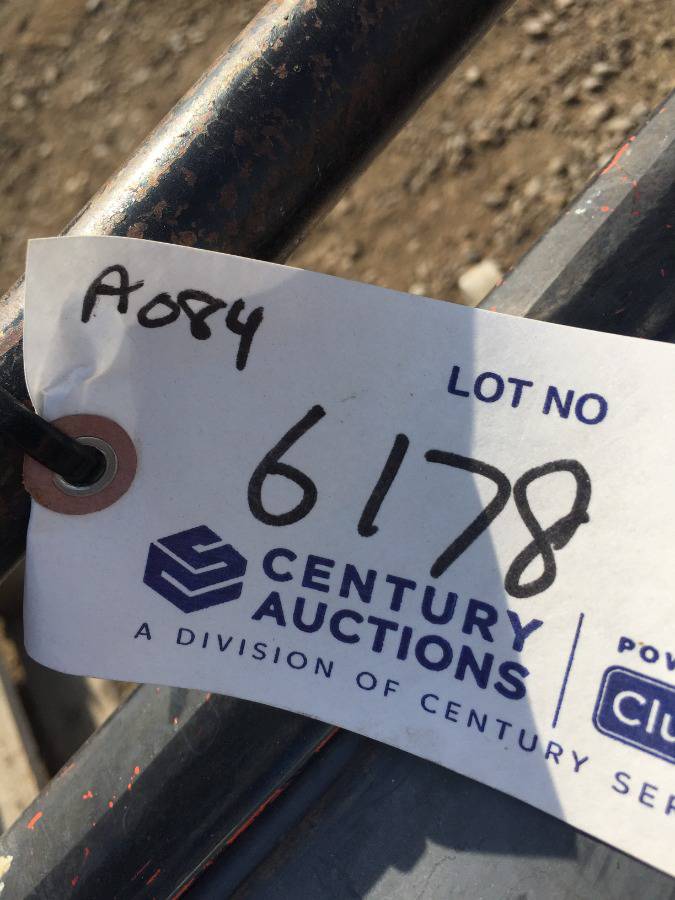 A084
LOT NO
6178
CENTURY
AUCTIONS
A DIVISION OF CENTURY